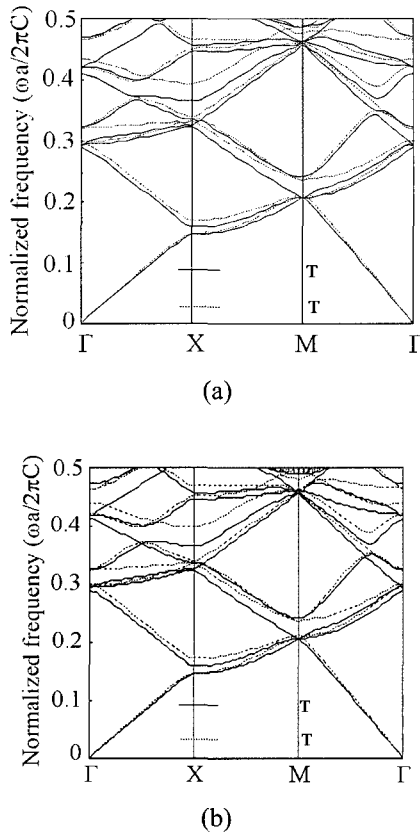 0.5
0.4
0.3
0.2
0.1
0
Normalized frequency (ωa/2πC)
T
T
Γ X M Γ
(a)
0.5
0.4
0.3
0.2
0.1
0
Normalized frequency (ωa/2πC)
T
T
Γ X M Γ
(b)